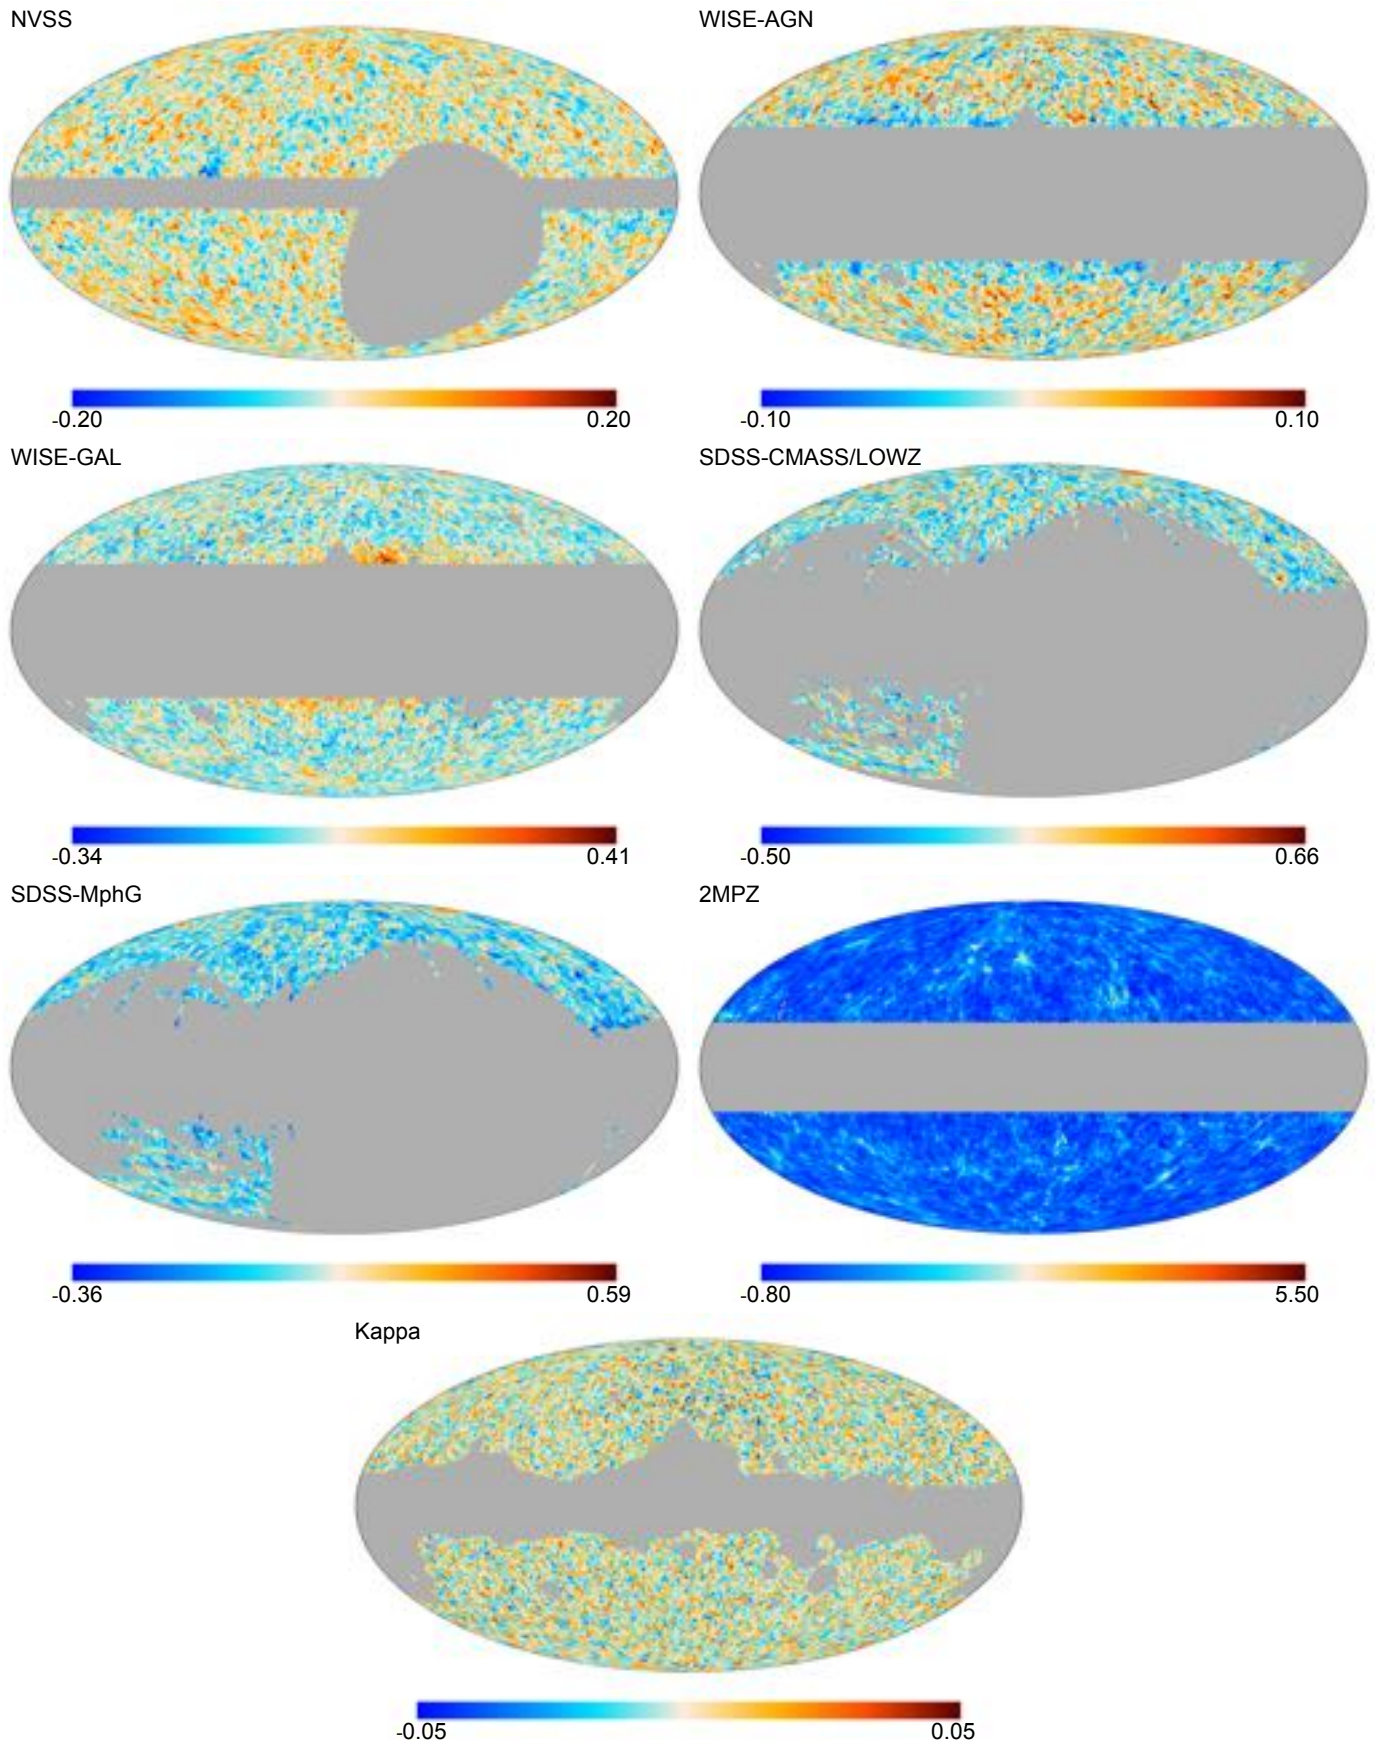 NVSS
WISE-AGN
-0.20 0.20
-0.10 0.10
WISE-GAL
SDSS-CMASS/LOWZ
-0.34 0.41
-0.50 0.66
SDSS-MphG
2MPZ
-0.36 0.59
-0.80 5.50
Kappa
-0.05 0.05